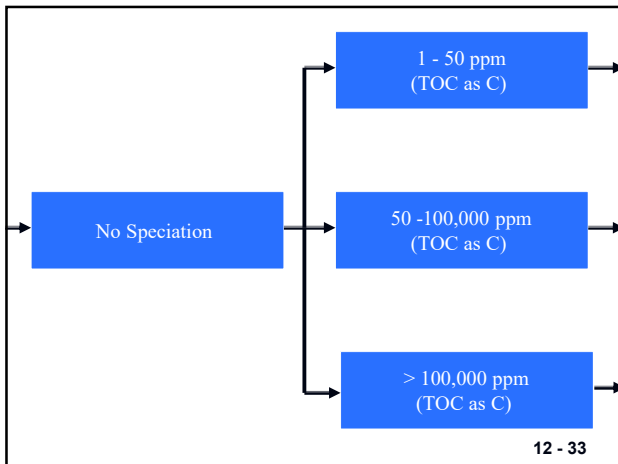 1 - 50 ppm
(TOC as C)
No Speciation
50 -100,000 ppm
(TOC as C)
> 100,000 ppm
(TOC as C)
12 - 33